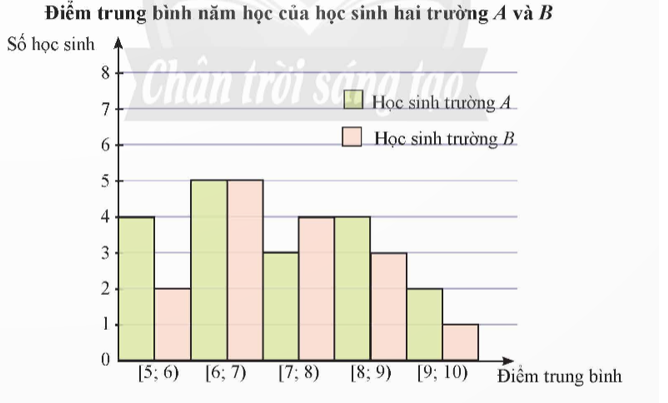 Điểm trung bình năm học của học sinh hai trường A và B
Số học sinh
Chân trời sáng tạo
8
7
6
5
4
3
2
1
0
Học sinh trường A
Học sinh trường B
[5; 6) [6; 7) [7; 8) [8; 9) [9; 10)
Điểm trung bình